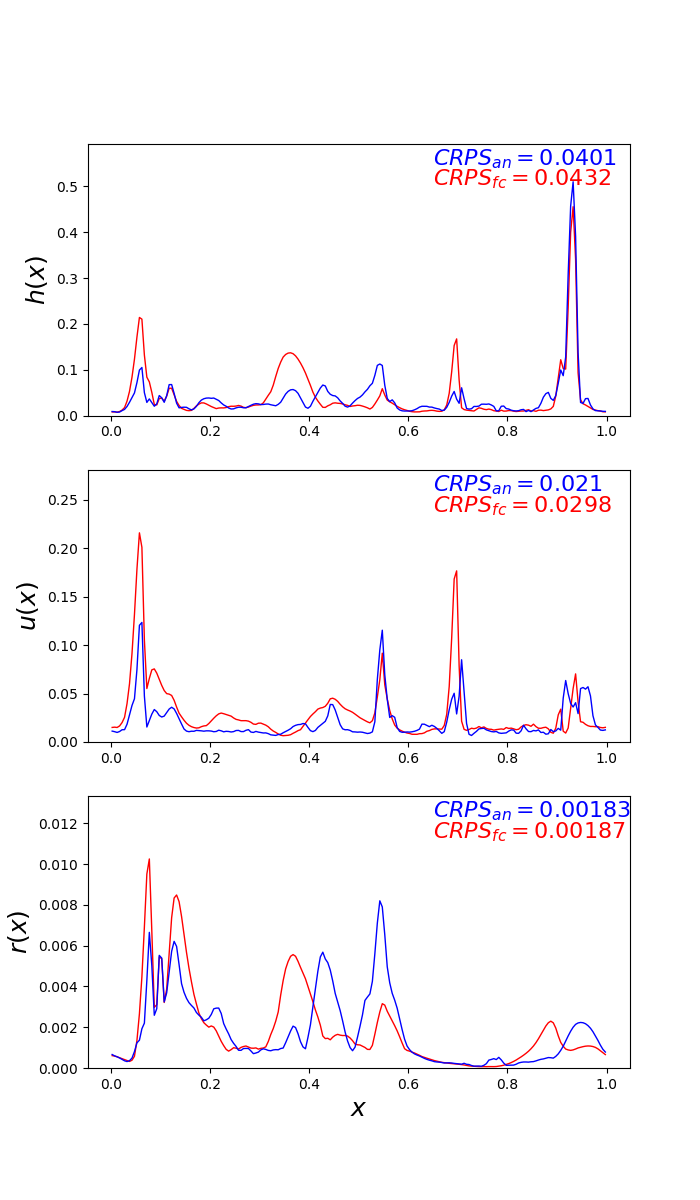 CRPS_an = 0.0401
CRPS_fc = 0.0432
h(x)
0.5
0.4
0.3
0.2
0.1
0.0
0.0 0.2 0.4 0.6 0.8 1.0
CRPS_an = 0.021
CRPS_fc = 0.0298
u(x)
0.25
0.20
0.15
0.10
0.05
0.00
0.0 0.2 0.4 0.6 0.8 1.0
CRPS_an = 0.00183
CRPS_fc = 0.00187
r(x)
0.012
0.010
0.008
0.006
0.004
0.002
0.000
0.0 0.2 0.4 0.6 0.8 1.0
x